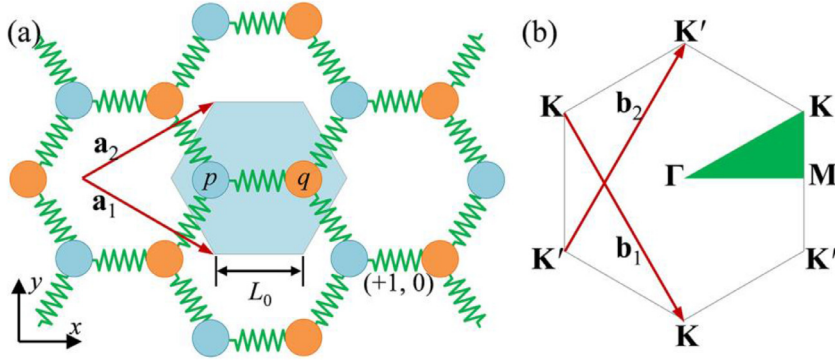 (a)
a₂
p
q
a₁
L₀
(+1, 0)
y
x
(b)
K′
K
K
b₂
Γ
M
b₁
K′
K′
K